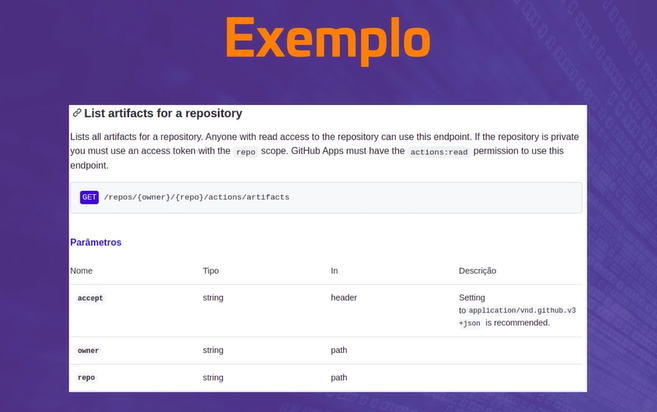 Exemplo
List artifacts for a repository
Lists all artifacts for a repository. Anyone with read access to the repository can use this endpoint. If the repository is private
you must use an access token with the repo scope. GitHub Apps must have the actions:read permission to use this
endpoint.
GET /repos/{owner}/{repo}/actions/artifacts
Parâmetros
Nome Tipo In Descrição
accept string header Setting
to application/vnd.github.v3
+json is recommended.
owner string path
repo string path